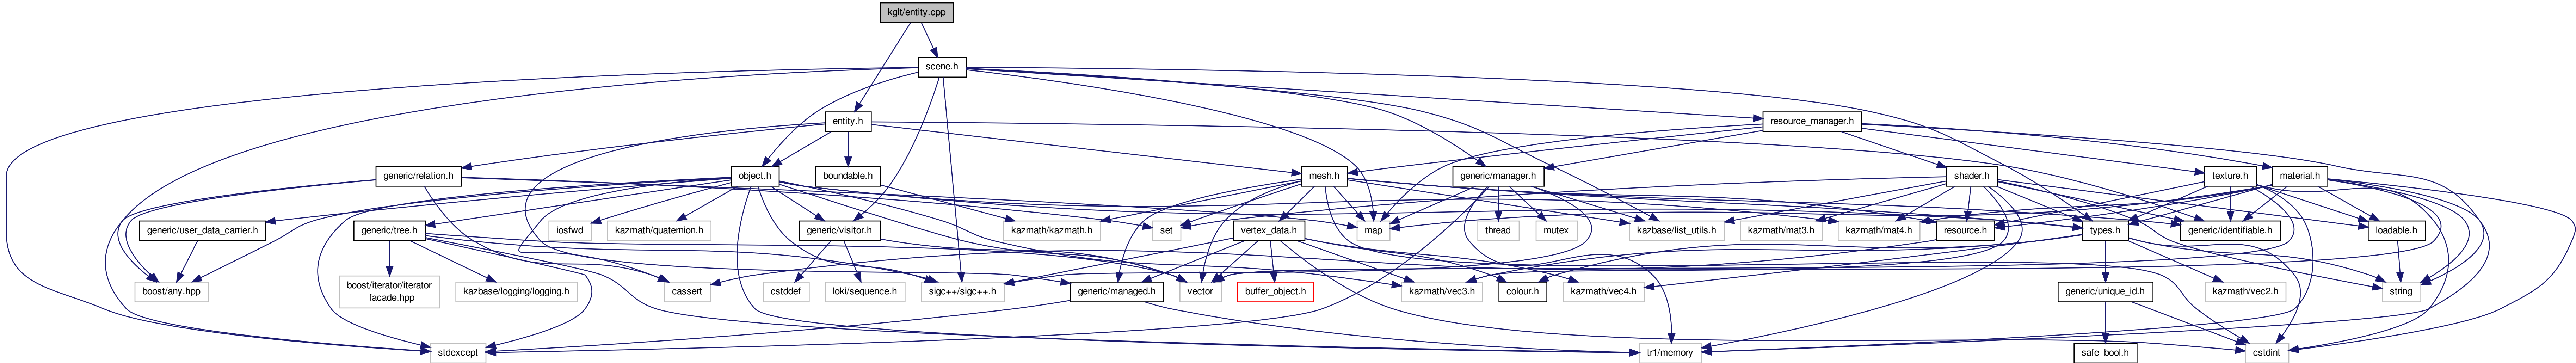 kglt/entity.cpp
scene.h
entity.h
resource_manager.h
generic/relation.h
object.h
boundable.h
mesh.h
generic/manager.h
shader.h
texture.h
material.h
generic/user_data_carrier.h
generic/tree.h
iosfwd
kazmath/quaternion.h
generic/visitor.h
kazmath/kazmath.h
set
vertex_data.h
map
thread
mutex
kazbase/list_utils.h
kazmath/mat3.h
kazmath/mat4.h
resource.h
types.h
generic/identifiable.h
loadable.h
boost/any.hpp
boost/iterator/iterator
_facade.hpp
kazbase/logging/logging.h
cassert
cstddef
loki/sequence.h
sigc++/sigc++.h
generic/managed.h
vector
buffer_object.h
kazmath/vec3.h
colour.h
kazmath/vec4.h
generic/unique_id.h
kazmath/vec2.h
string
stdexcept
tr1/memory
safe_bool.h
cstdint